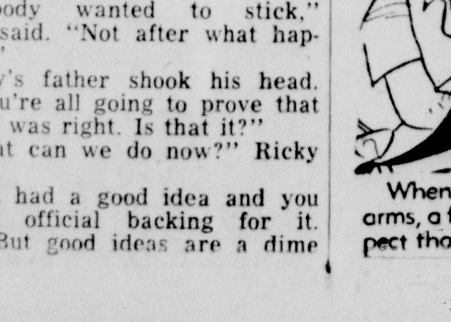 ody wanted to stick,"
said. "Not after what hap-
y's father shook his head.
u're all going to prove that
was right. Is that it?"
at can we do now?" Ricky
had a good idea and you
official backing for it.
But good ideas are a dime
When
arms, a f
pect tha